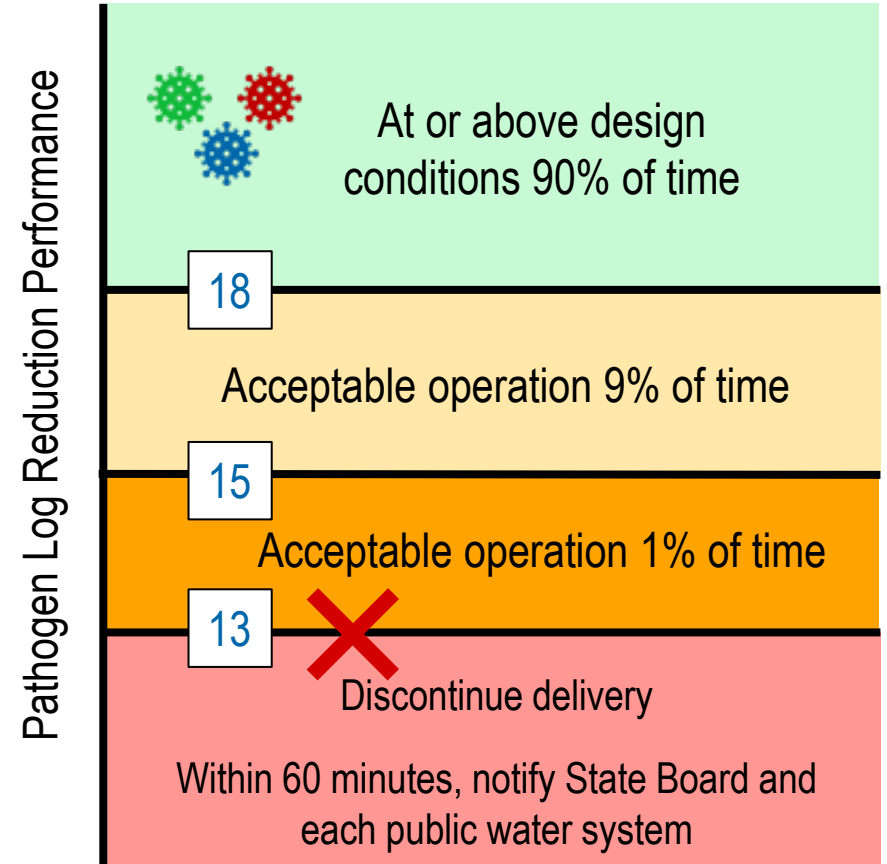 Pathogen Log Reduction Performance
At or above design
conditions 90% of time
18
Acceptable operation 9% of time
15
Acceptable operation 1% of time
13
Discontinue delivery
Within 60 minutes, notify State Board and
each public water system